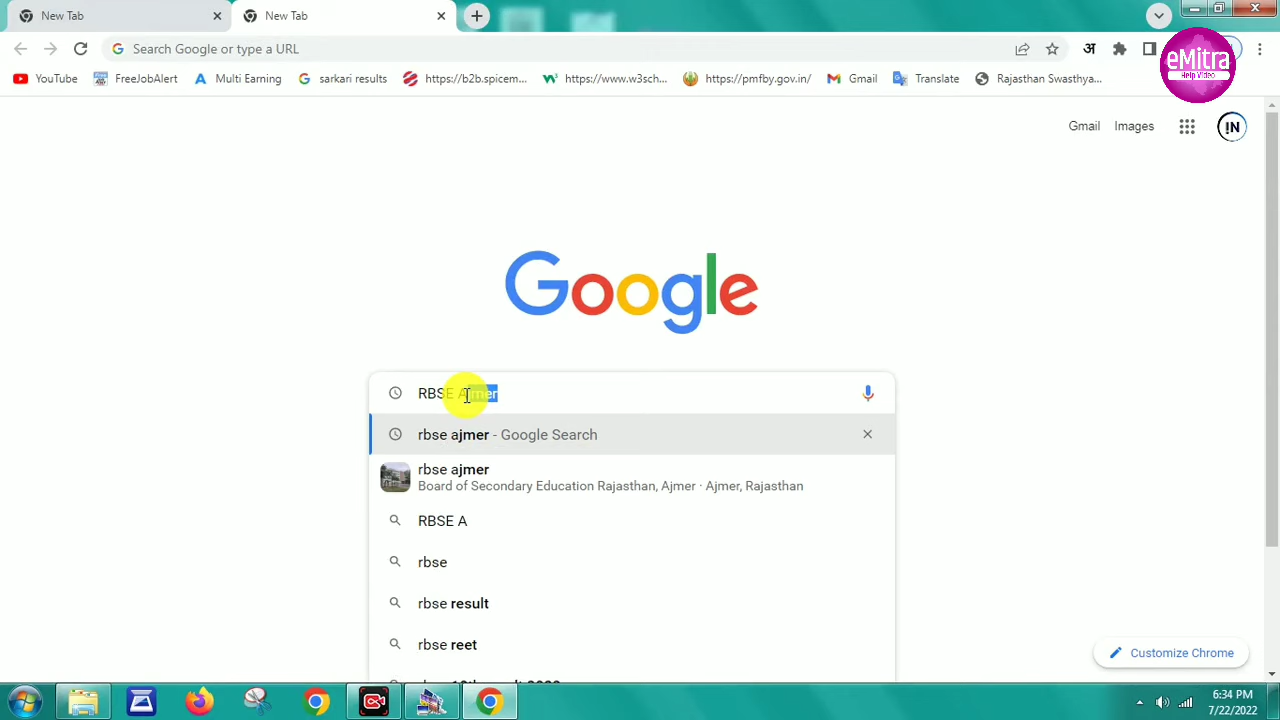 New Tab
New Tab
Search Google or type a URL
अ
YouTube
FreeJobAlert
Multi Earning
sarkari results
https://b2b.spicem...
https://www.w3sch...
https://pmfby.gov.in/
Gmail
Translate
Rajasthan Swasthya...
eMitra
Help Video
Gmail
Images
!N
Google
RBSE Ajmer
rbse ajmer - Google Search
rbse ajmer
Board of Secondary Education Rajasthan, Ajmer · Ajmer, Rajasthan
RBSE A
rbse
rbse result
rbse reet
Customize Chrome
6:34 PM
7/22/2022